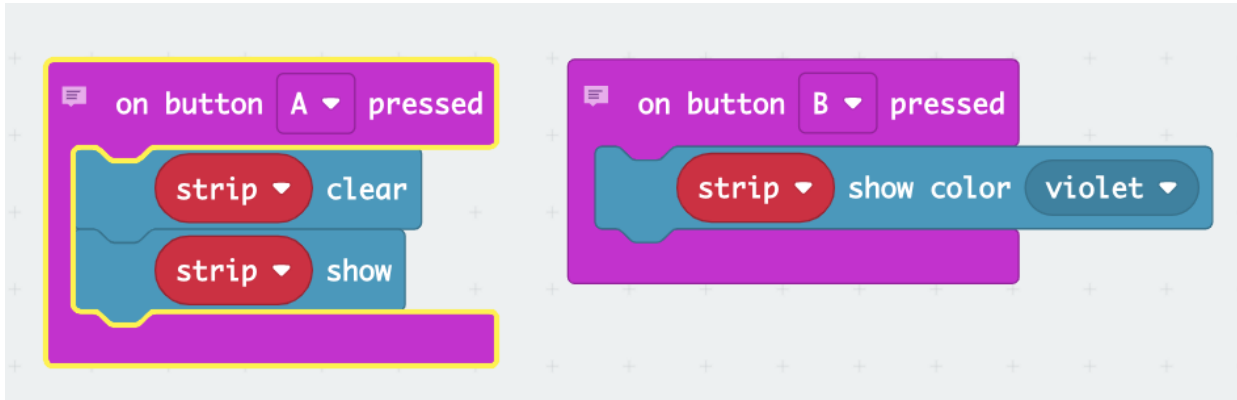 on button A pressed
strip clear
strip show
on button B pressed
strip show color violet